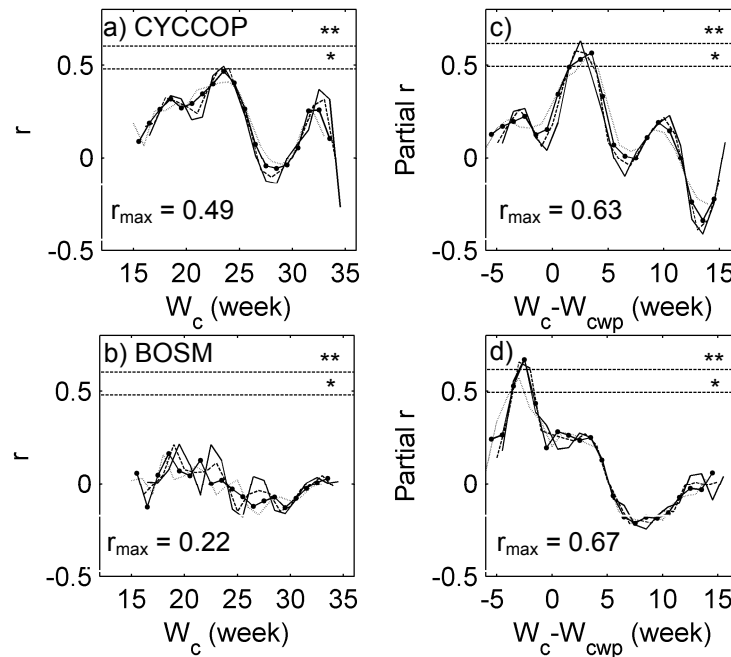 a) CYCCOP
**
*
0.5
0
-0.5
r
r_max = 0.49
15 20 25 30 35
W_c (week)
c)
**
*
0.5
0
-0.5
Partial r
r_max = 0.63
-5 0 5 10 15
W_c-W_cwp (week)
b) BOSM
**
*
0.5
0
-0.5
r
r_max = 0.22
15 20 25 30 35
W_c (week)
d)
**
*
0.5
0
-0.5
Partial r
r_max = 0.67
-5 0 5 10 15
W_c-W_cwp (week)